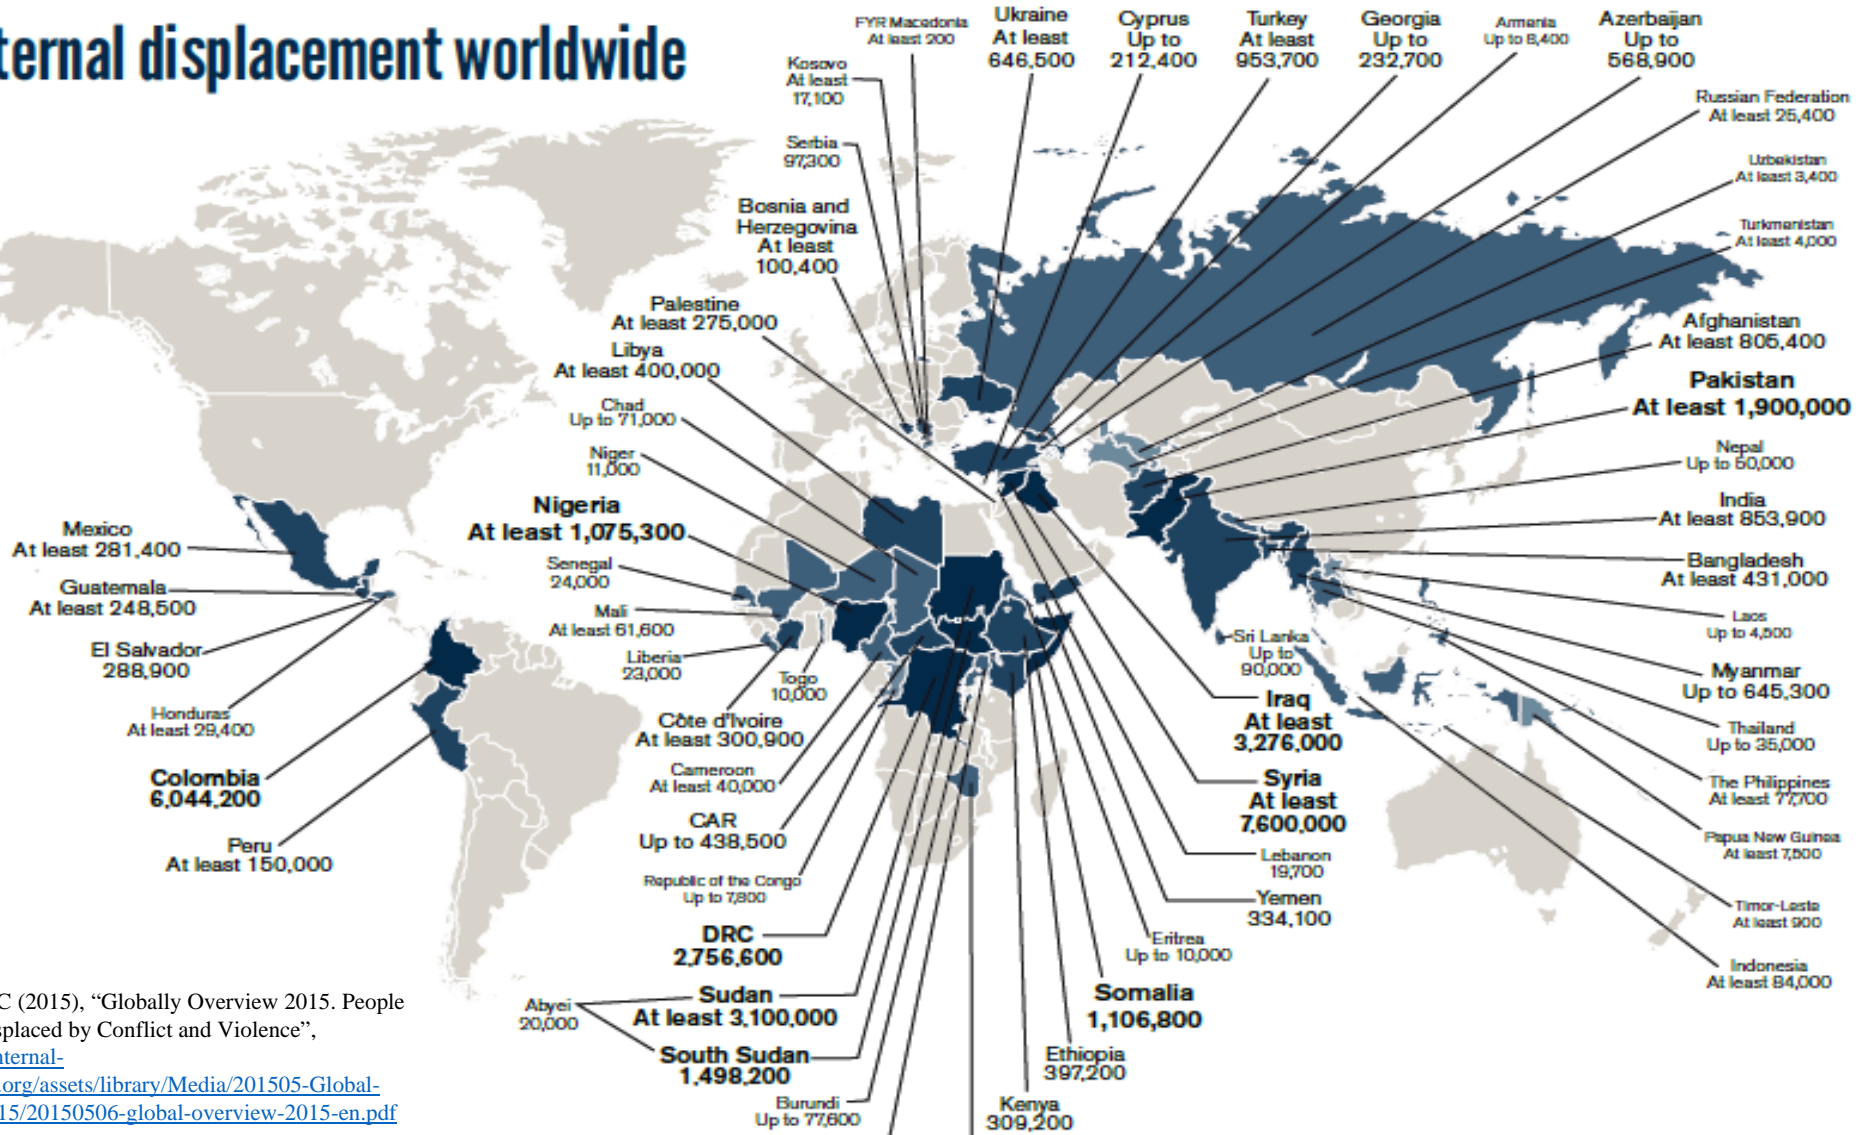 ternal displacement worldwide
FYR Macedonia
At least 200
Ukraine
At least
646,500
Cyprus
Up to
212,400
Turkey
At least
953,700
Georgia
Up to
232,700
Armenia
Up to 8,400
Azerbaijan
Up to
568,900
Kosovo
At least
17,100
Russian Federation
At least 25,400
Serbia
97,300
Uzbekistan
At least 3,400
Bosnia and
Herzegovina
At least
100,400
Turkmenistan
At least 4,000
Palestine
At least 275,000
Afghanistan
At least 805,400
Libya
At least 400,000
Pakistan
At least 1,900,000
Chad
Up to 71,000
Nepal
Up to 50,000
Niger
11,000
India
At least 853,900
Nigeria
At least 1,075,300
Bangladesh
At least 431,000
Mexico
At least 281,400
Senegal
24,000
Guatemala
At least 248,500
Mali
At least 61,600
Laos
Up to 4,500
El Salvador
288,900
Liberia
23,000
Togo
10,000
Sri Lanka
Up to
90,000
Myanmar
Up to 645,300
Honduras
At least 29,400
Côte d'Ivoire
At least 300,900
Iraq
At least
3,276,000
Thailand
Up to 35,000
Colombia
6,044,200
Cameroon
At least 40,000
Syria
At least
7,600,000
The Philippines
At least 77,700
Peru
At least 150,000
CAR
Up to 438,500
Papua New Guinea
At least 7,500
Republic of the Congo
Up to 7,800
Lebanon
19,700
Yemen
334,100
Timor-Leste
At least 900
DRC
2,756,600
Eritrea
Up to 10,000
Indonesia
At least 84,000
Abyei
20,000
Sudan
At least 3,100,000
Somalia
1,106,800
South Sudan
1,498,200
Ethiopia
397,200
Burundi
Up to 77,600
Kenya
309,200
C (2015), “Globally Overview 2015. People
splaced by Conflict and Violence”,
nternal-
.org/assets/library/Media/201505-Global-
15/20150506-global-overview-2015-en.pdf